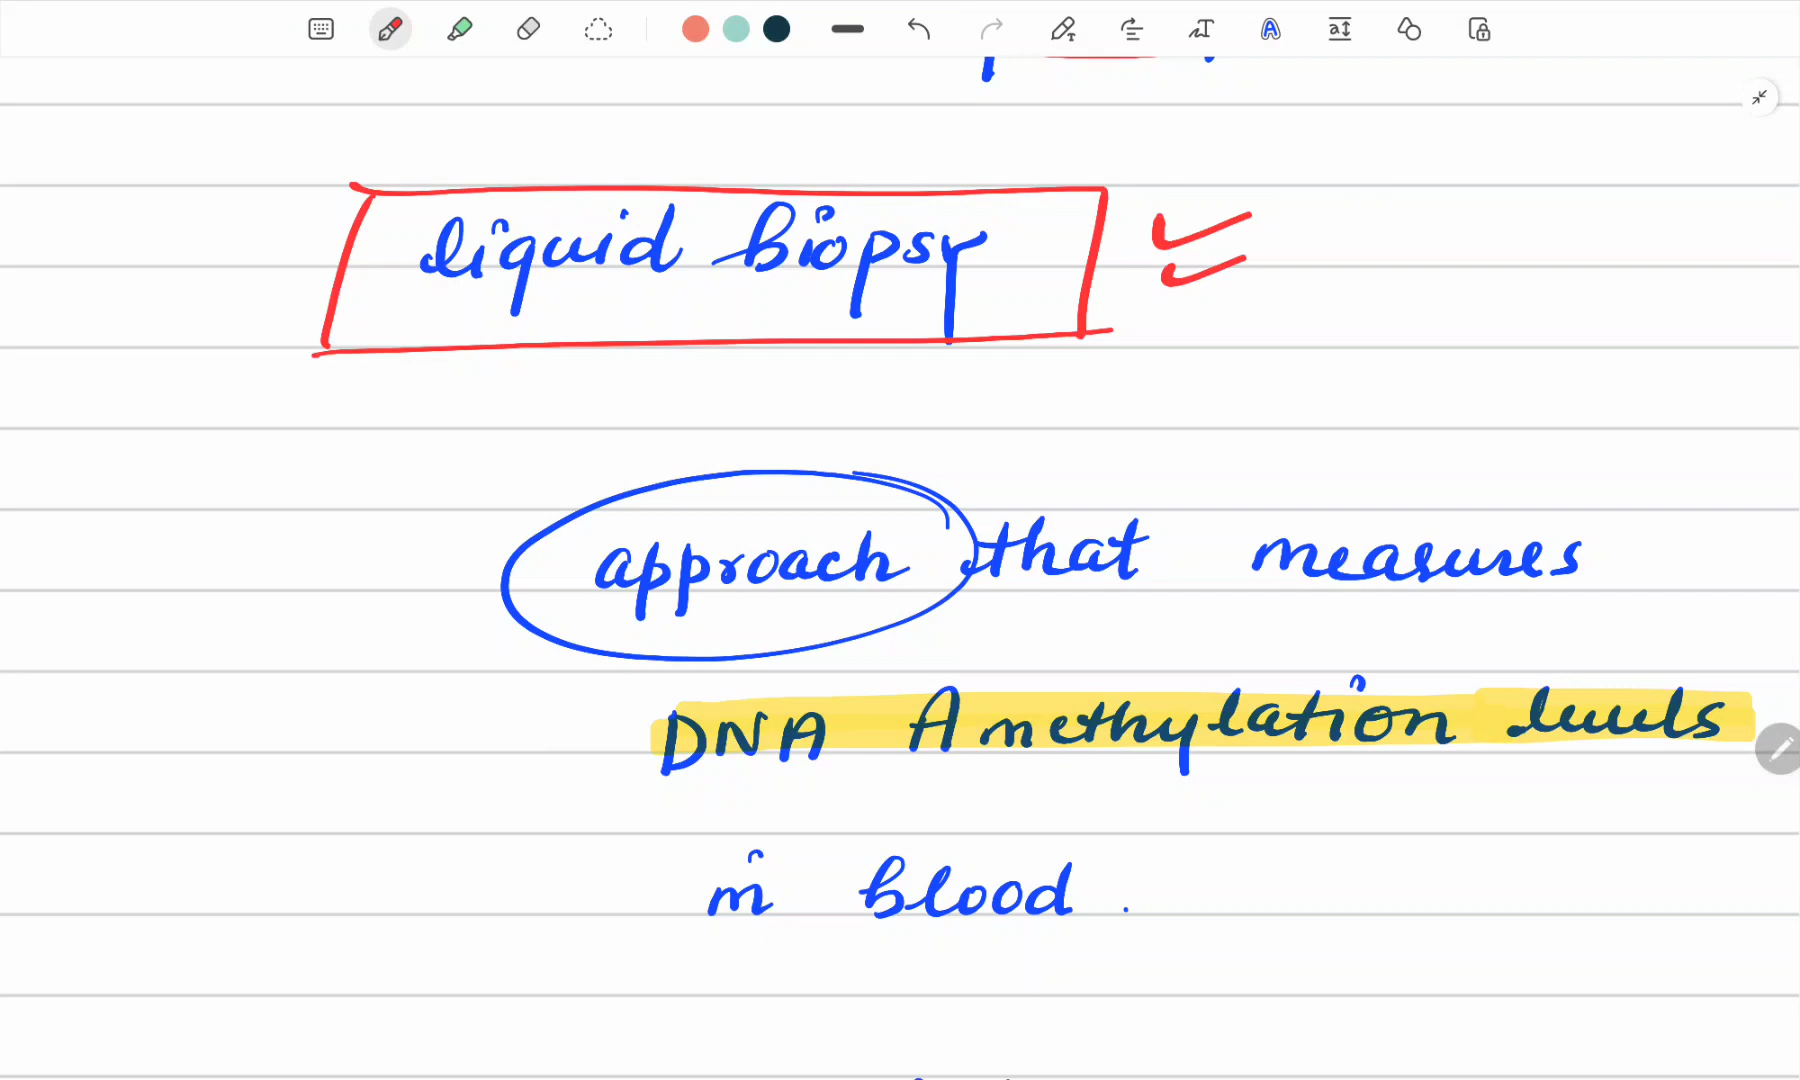 liquid biopsy
approach that measures
DNA A methylation levels
in blood .